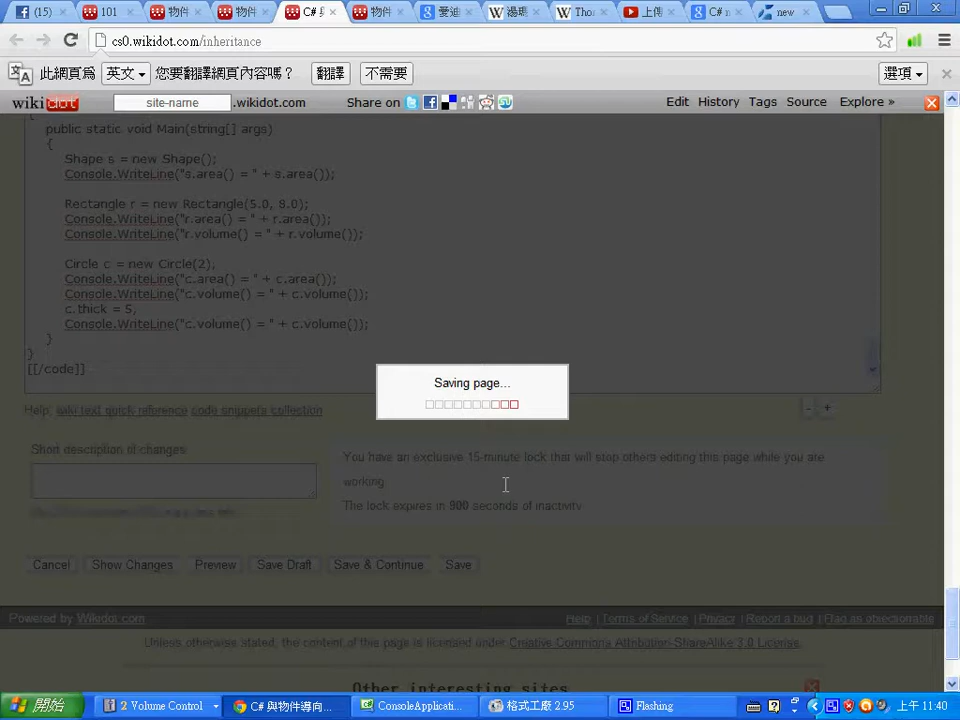 (15)
101
物件
物件
C# 與
物件
愛迪
湯瑪
Tho
上傳
C# n
new
cs0.wikidot.com/inheritance
此網頁為 英文 您要翻譯網頁內容嗎？ 翻譯 不需要 選項
wikidot site-name .wikidot.com Share on Edit History Tags Source Explore »
{
public static void Main(string[] args)
{
Shape s = new Shape();
Console.WriteLine("s.area() = " + s.area());
Rectangle r = new Rectangle(5.0, 8.0);
Console.WriteLine("r.area() = " + r.area());
Console.WriteLine("r.volume() = " + r.volume());
Circle c = new Circle(2);
Console.WriteLine("c.area() = " + c.area());
Console.WriteLine("c.volume() = " + c.volume());
c.thick = 5;
Console.WriteLine("c.volume() = " + c.volume());
}
}
[[/code]]
Saving page...
Help: wiki text quick reference code snippets collection - +
Short description of changes
You have an exclusive 15-minute lock that will stop others editing this page while you are
working.
The lock expires in 900 seconds of inactivity.
Cancel Show Changes Preview Save Draft Save & Continue Save
Powered by Wikidot.com Help | Terms of Service | Privacy | Report a bug | Flag as objectionable
Unless otherwise stated, the content of this page is licensed under Creative Commons Attribution-ShareAlike 3.0 License.
Other interesting sites
開始 2 Volume Control C# 與物件導向... ConsoleApplicati... 格式工廠 2.95 Flashing 上午 11:40